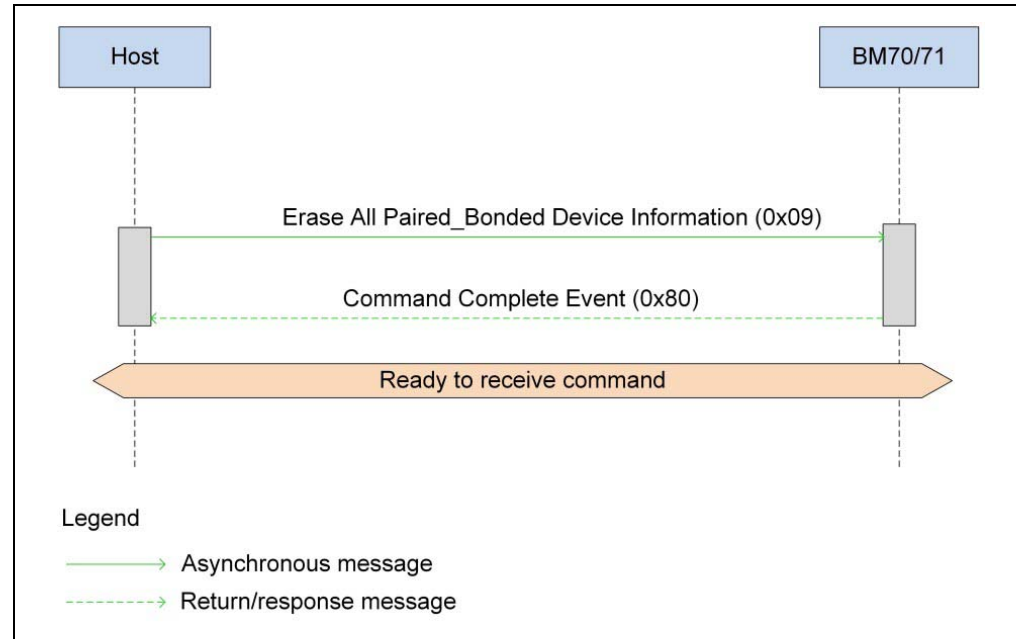 Host
BM70/71
Erase All Paired_Bonded Device Information (0x09)
Command Complete Event (0x80)
Ready to receive command
Legend
Asynchronous message
Return/response message